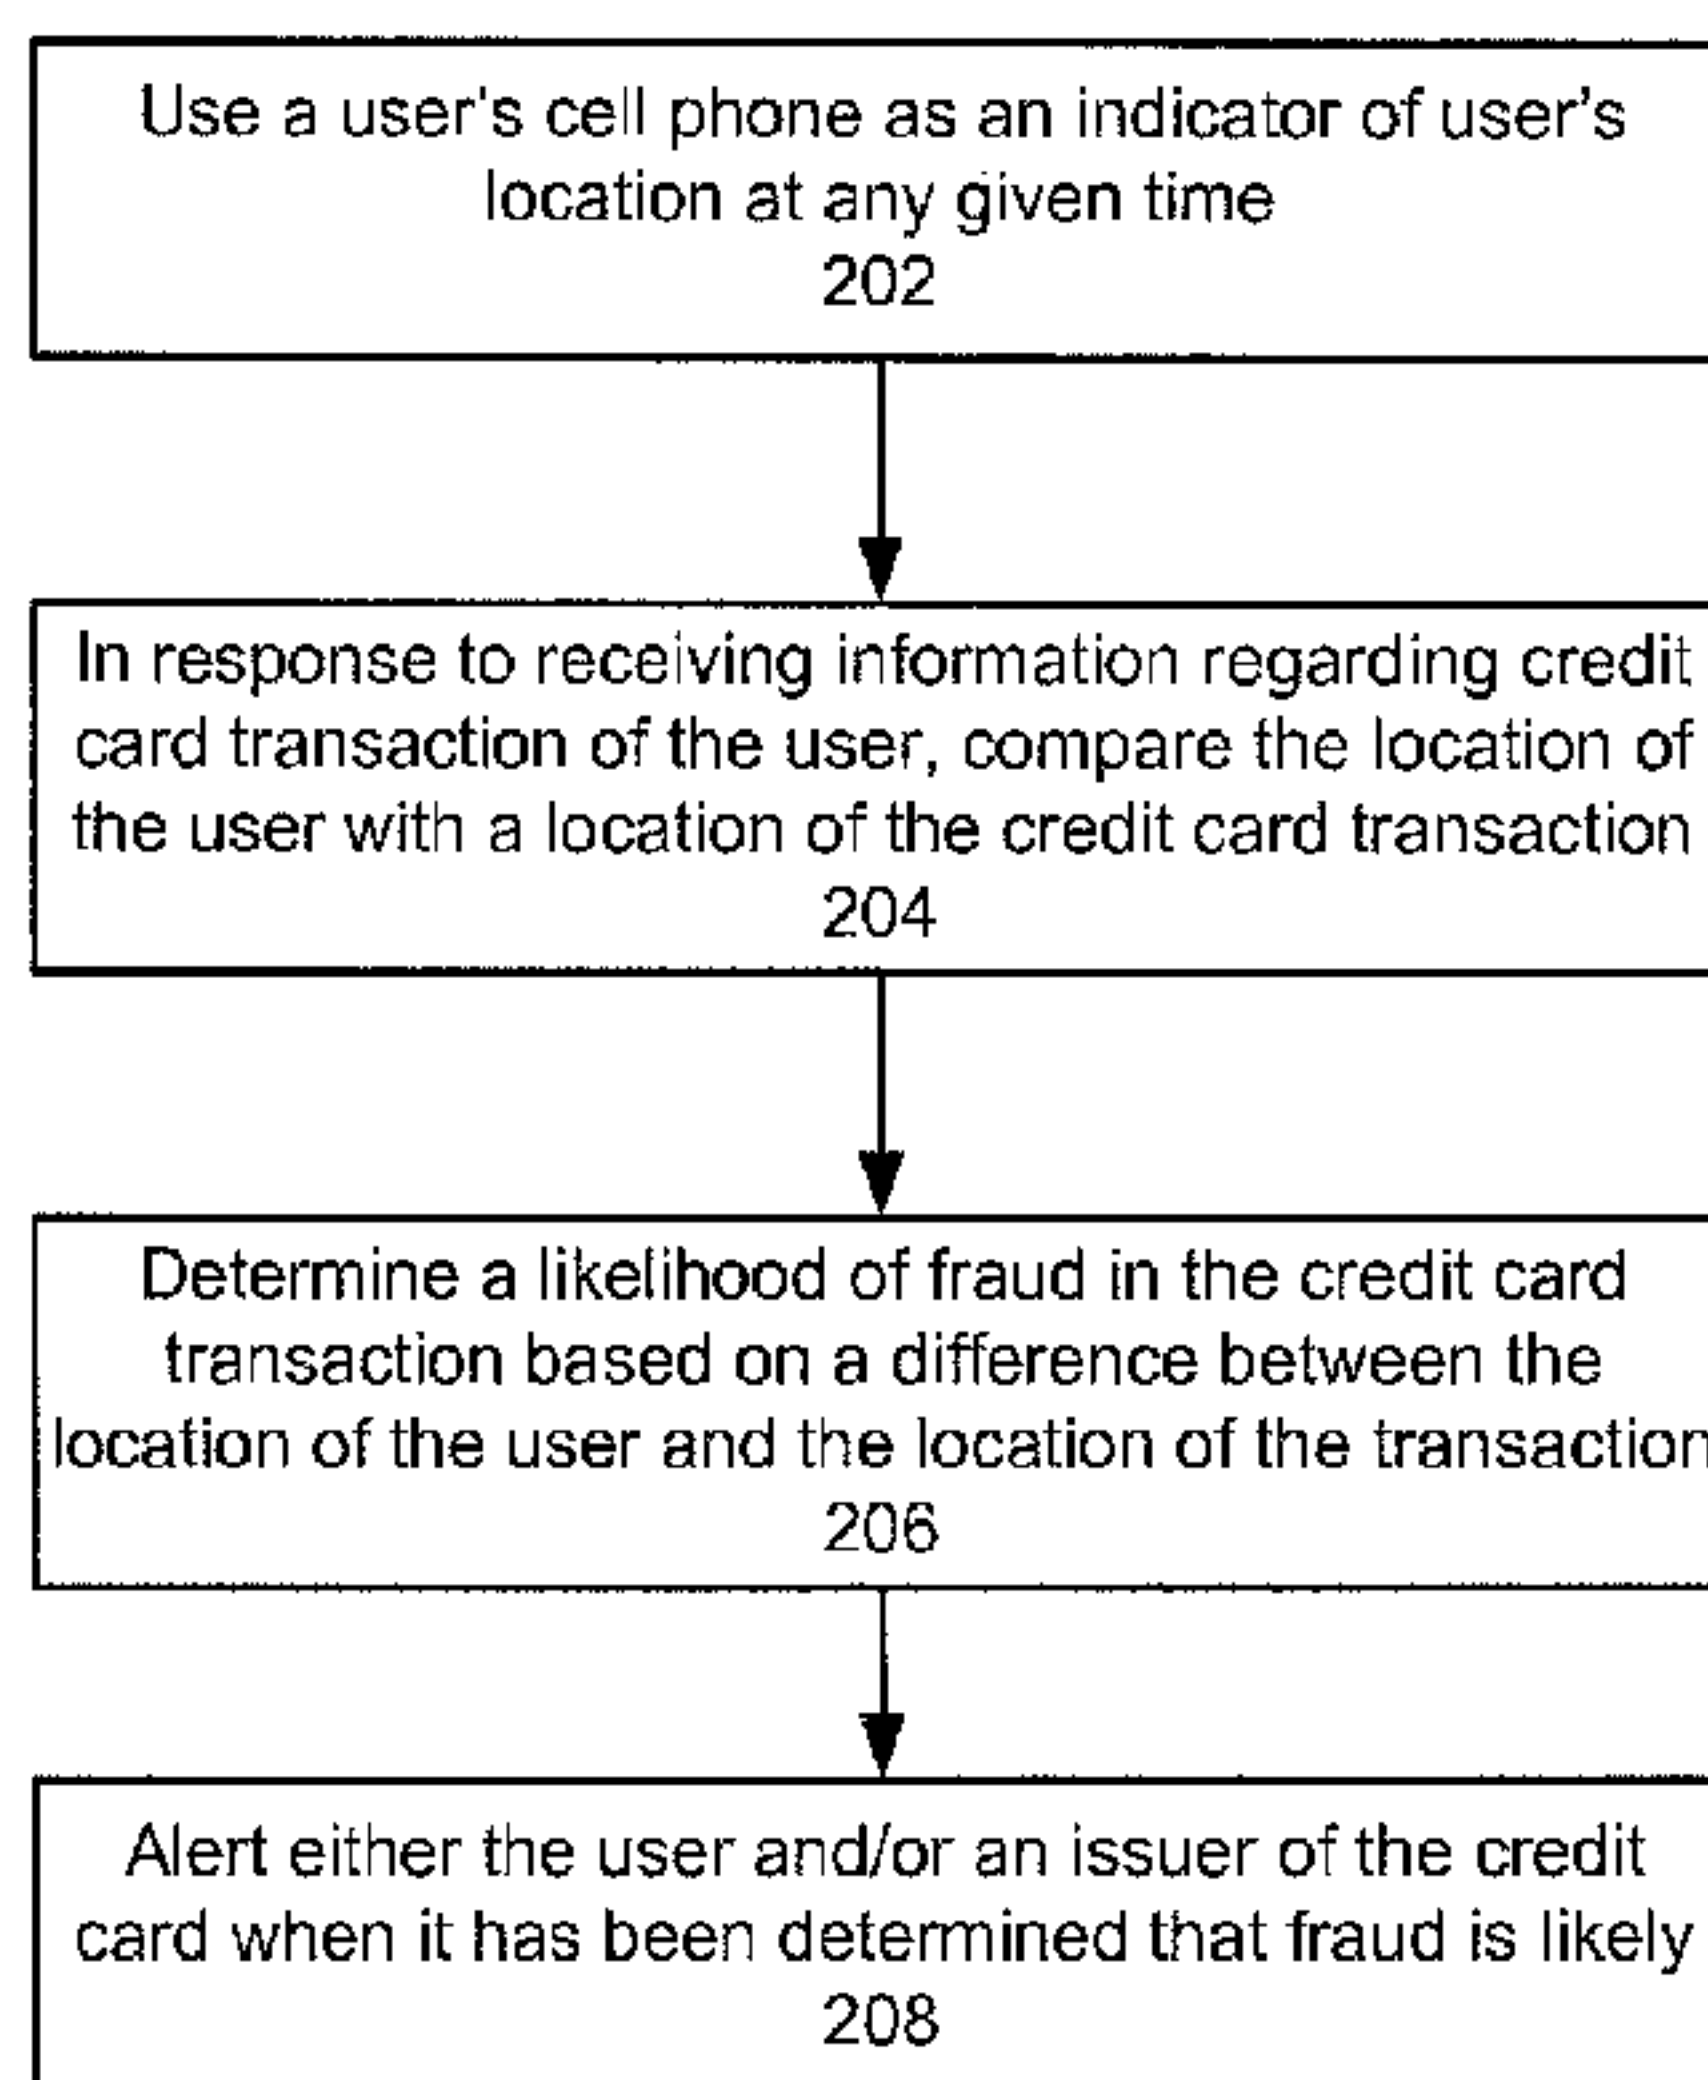 Use a user's cell phone as an indicator of user's
location at any given time
202
In response to receiving information regarding credit
card transaction of the user, compare the location of
the user with a location of the credit card transaction
204
Determine a likelihood of fraud in the credit card
transaction based on a difference between the
location of the user and the location of the transaction
206
Alert either the user and/or an issuer of the credit
card when it has been determined that fraud is likely
208